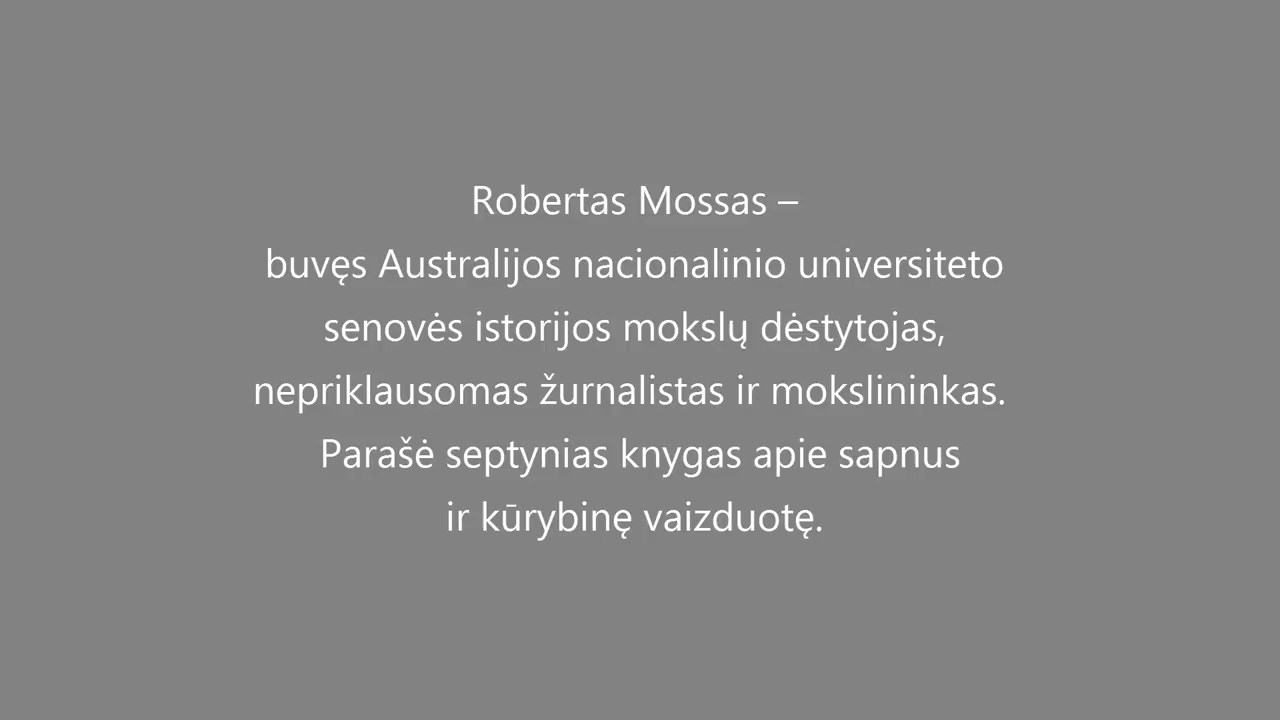 Robertas Mossas –
buvęs Australijos nacionalinio universiteto
senovės istorijos mokslų dėstytojas,
nepriklausomas žurnalistas ir mokslininkas.
Parašė septynias knygas apie sapnus
ir kūrybinę vaizduotę.